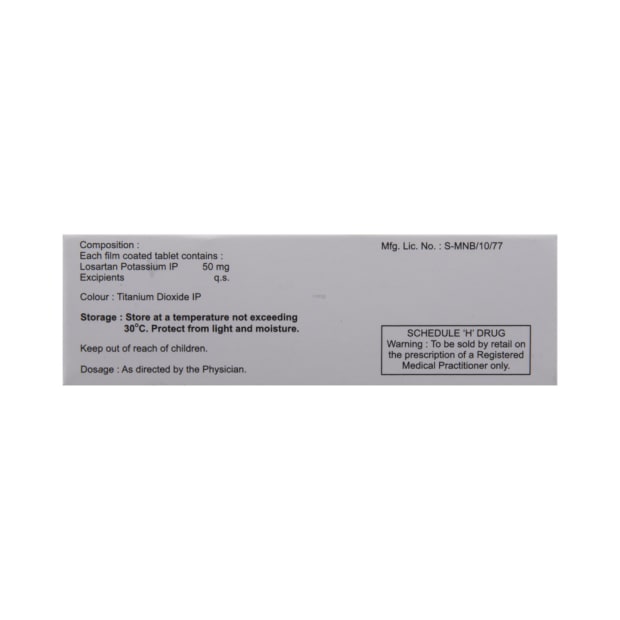 Composition :
Each film coated tablet contains :
Losartan Potassium IP 50 mg
Excipients q.s.
Colour : Titanium Dioxide IP
Storage : Store at a temperature not exceeding
30°C. Protect from light and moisture.
Keep out of reach of children.
Dosage : As directed by the Physician.
Mfg. Lic. No. : S-MNB/10/77
SCHEDULE 'H' DRUG
Warning : To be sold by retail on
the prescription of a Registered
Medical Practitioner only.